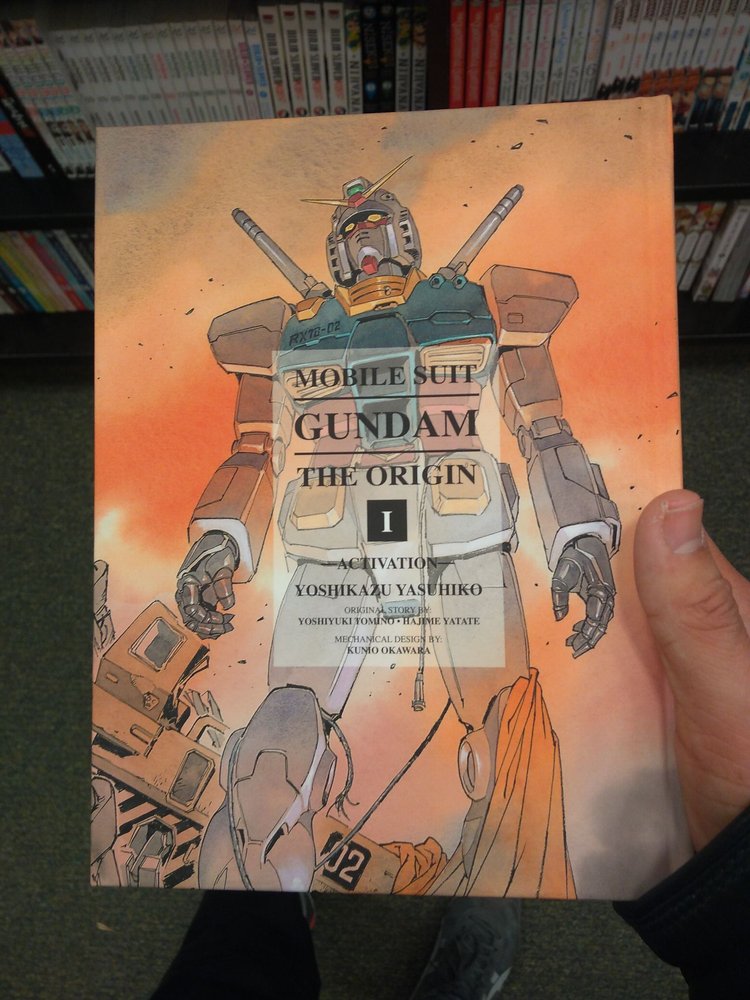 RX78-02
MOBILE SUIT
GUNDAM
THE ORIGIN
I
—ACTIVATION—
YOSHIKAZU YASUHIKO
ORIGINAL STORY BY:
YOSHIYUKI TOMINO • HAJIME YATATE
MECHANICAL DESIGN BY:
KUNIO OKAWARA
02